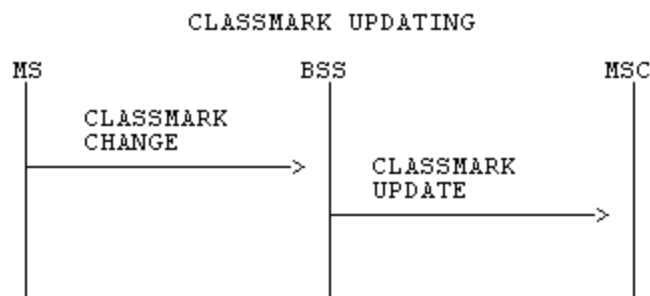 CLASSMARK UPDATING
MS BSS MSC
CLASSMARK
CHANGE
CLASSMARK
UPDATE